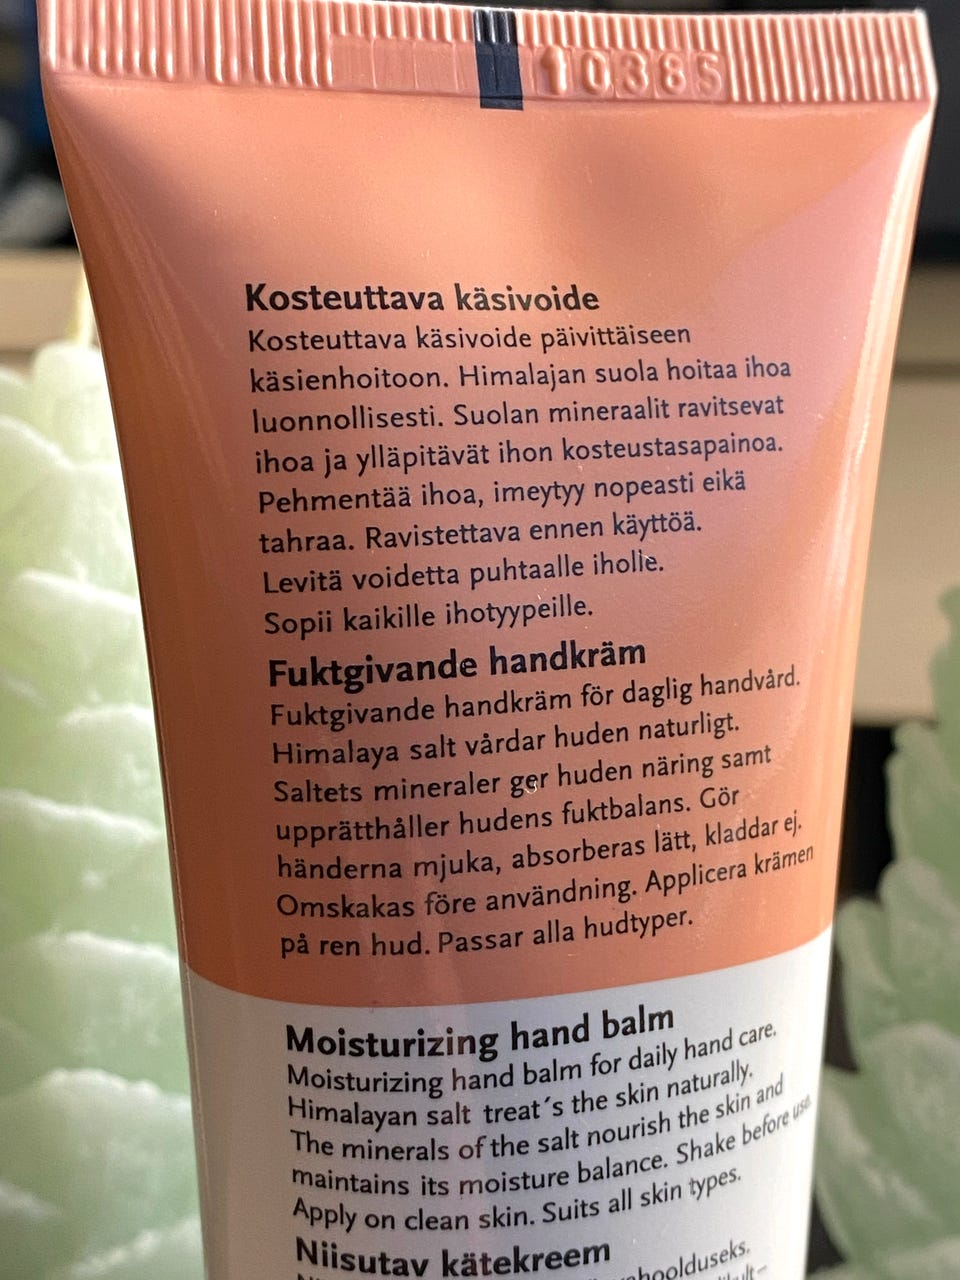 10385
Kosteuttava käsivoide
Kosteuttava käsivoide päivittäiseen
käsienhoitoon. Himalajan suola hoitaa ihoa
luonnollisesti. Suolan mineraalit ravitsevat
ihoa ja ylläpitävät ihon kosteustasapainoa.
Pehmentää ihoa, imeytyy nopeasti eikä
tahraa. Ravistettava ennen käyttöä.
Levitä voidetta puhtaalle iholle.
Sopii kaikille ihotyypeille.
Fuktgivande handkräm
Fuktgivande handkräm för daglig handvård.
Himalaya salt vårdar huden naturligt.
Saltets mineraler ger huden näring samt
upprätthåller hudens fuktbalans. Gör
händerna mjuka, absorberas lätt, kladdar ej.
Omskakas före användning. Applicera krämen
på ren hud. Passar alla hudtyper.
Moisturizing hand balm
Moisturizing hand balm for daily hand care.
Himalayan salt treat´s the skin naturally.
The minerals of the salt nourish the skin and
maintains its moisture balance. Shake before use.
Apply on clean skin. Suits all skin types.
Niisutav kätekreem